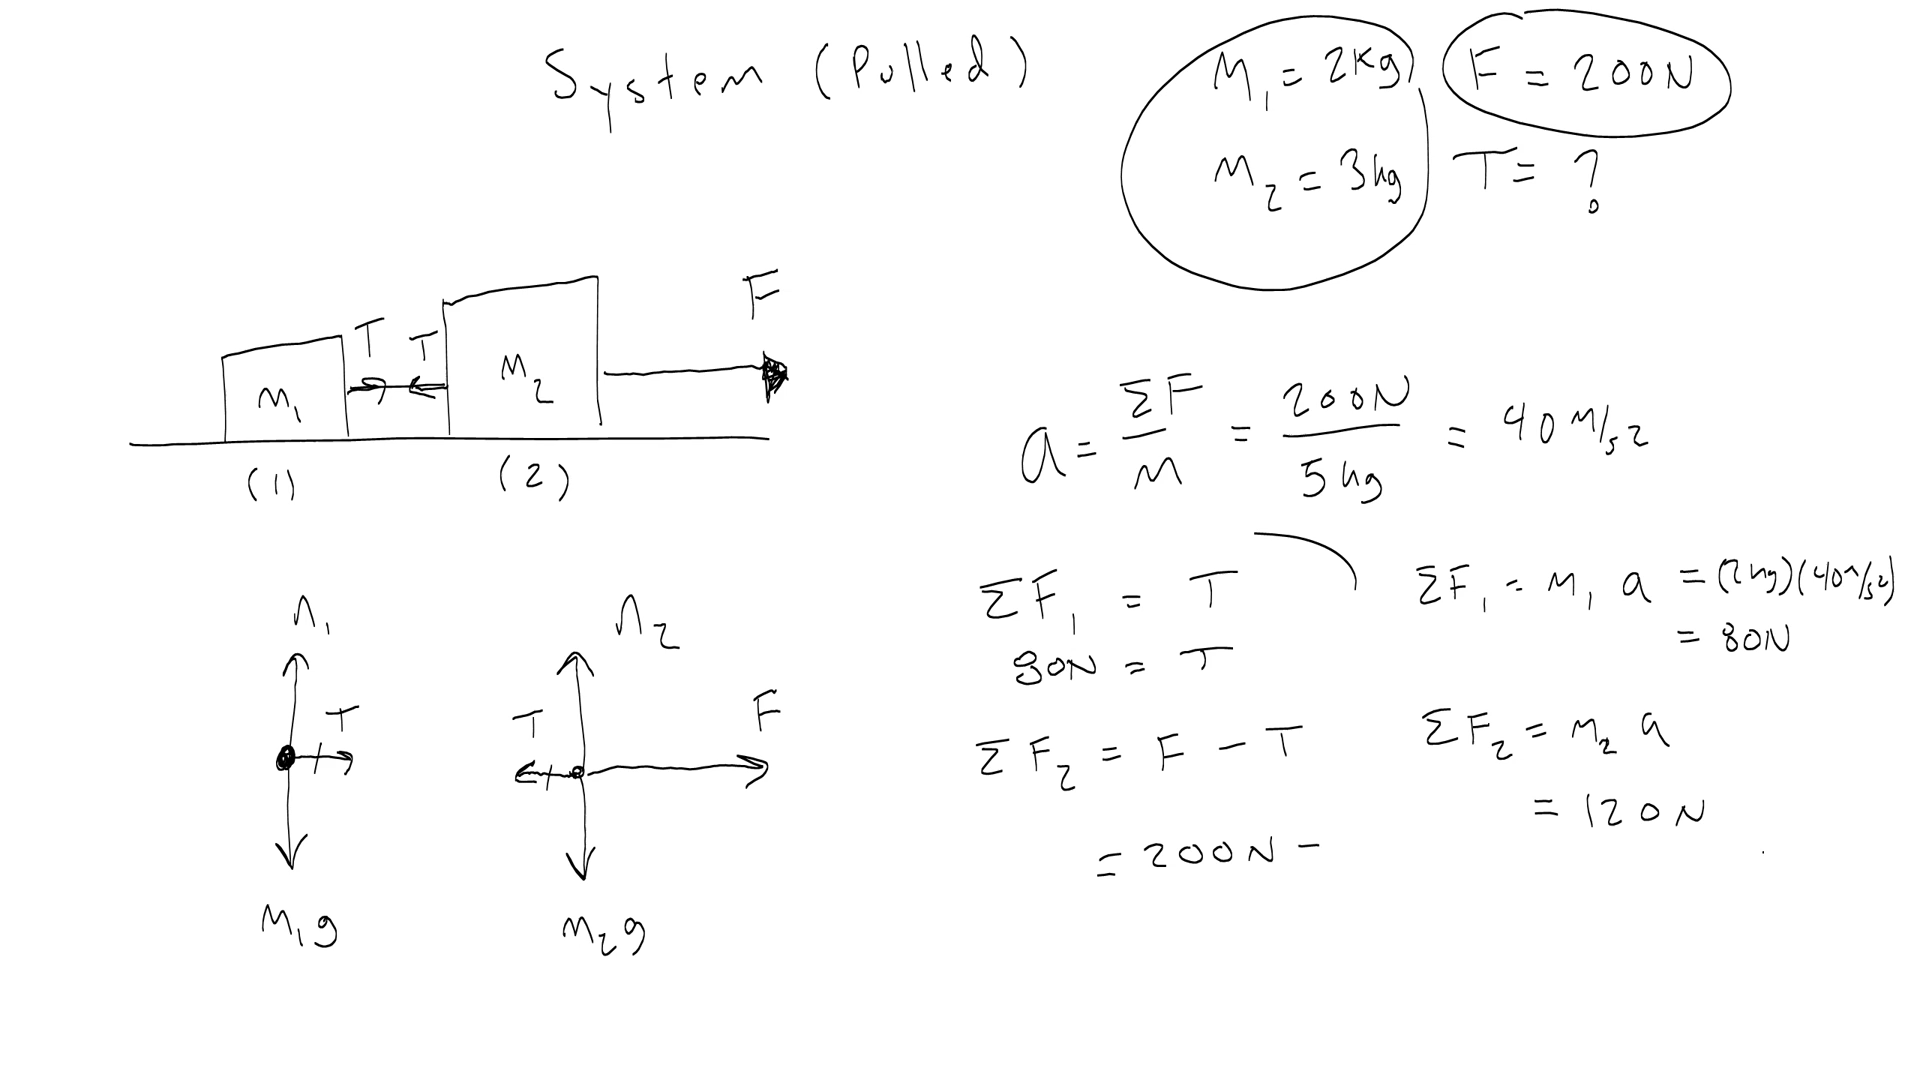 System (Pulled)
M₁ = 2kg
F = 200N
M₂ = 3kg
T = ?
F
T T
M₁ M₂
(1) (2)
a = ΣF/M = 200N/5kg = 40 M/s²
n₁ n₂
T T F
M₁g M₂g
ΣF₁ = T
80N = T
ΣF₁ = M₁ a = (2kg)(40M/s²)
= 80N
ΣF₂ = F - T
ΣF₂ = M₂ a
= 120N
= 200N -